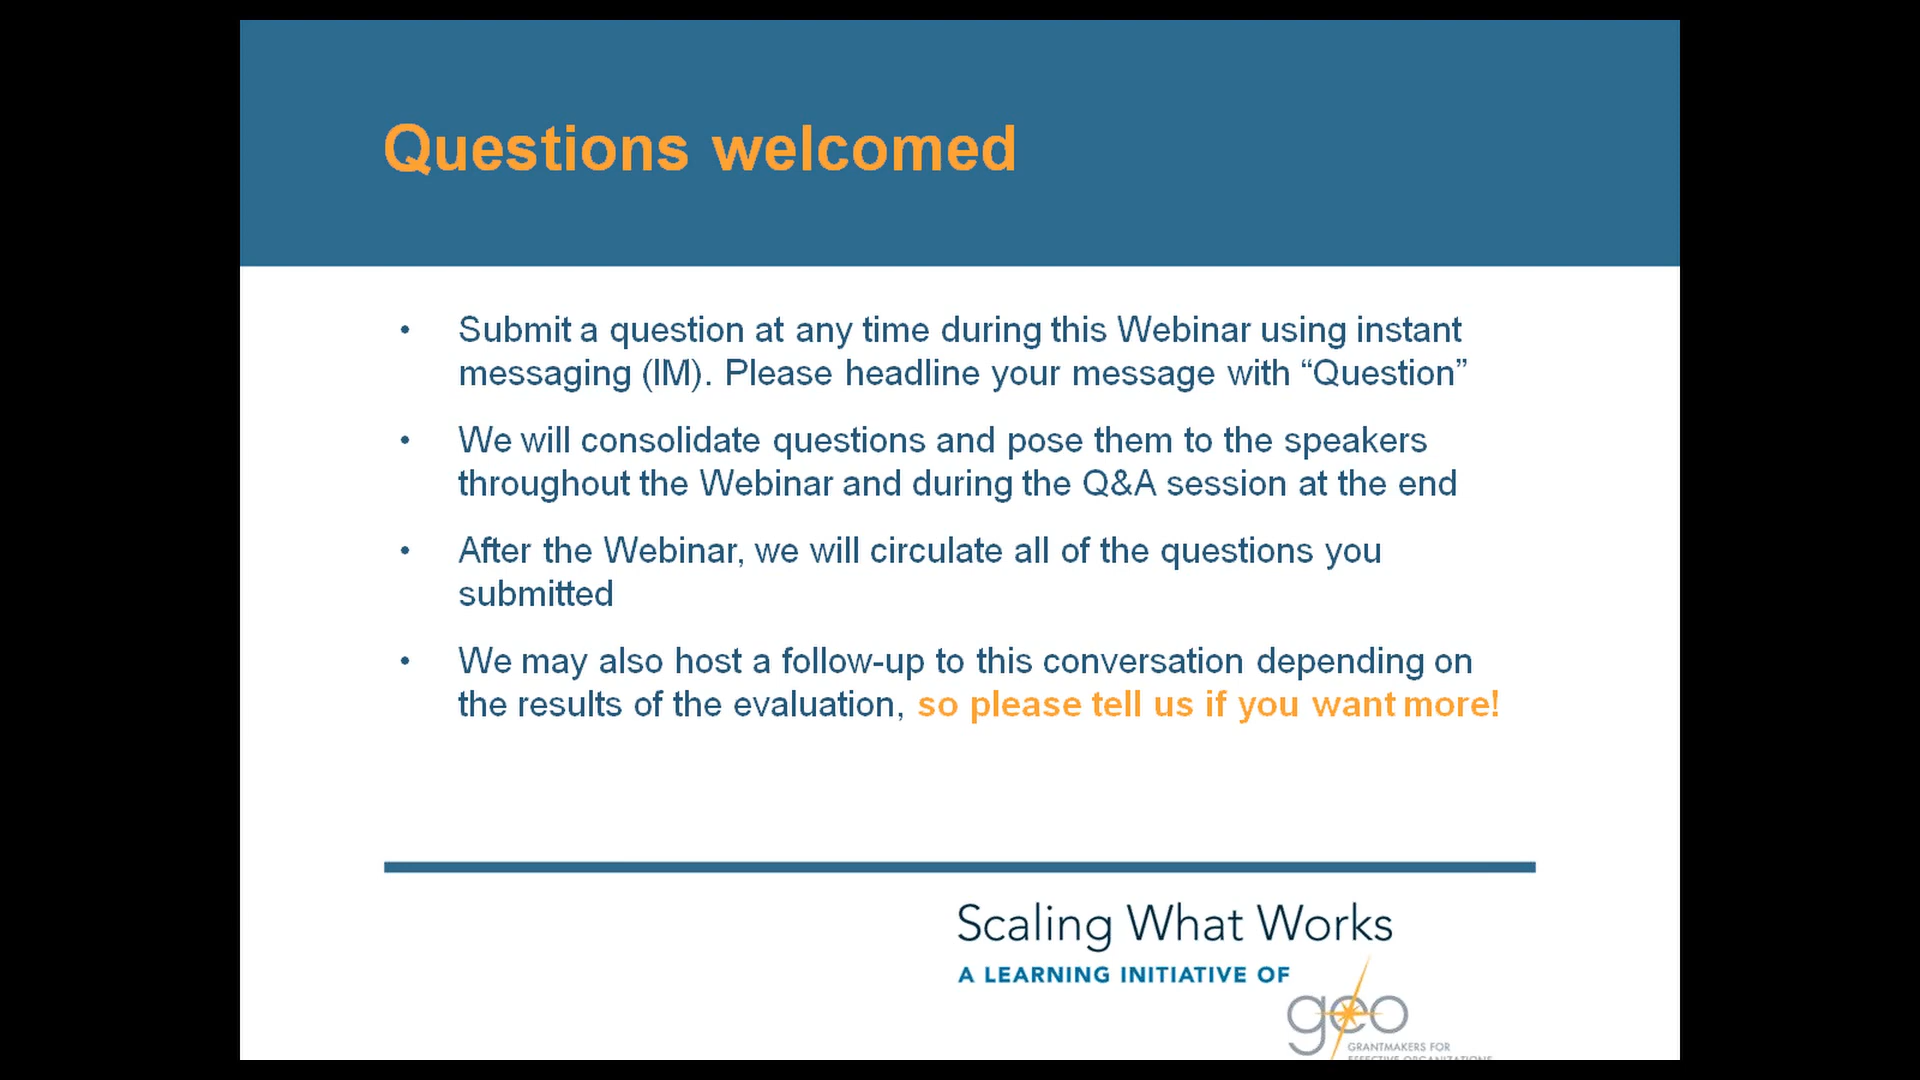 Questions welcomed
• Submit a question at any time during this Webinar using instant
messaging (IM). Please headline your message with “Question”
• We will consolidate questions and pose them to the speakers
throughout the Webinar and during the Q&A session at the end
• After the Webinar, we will circulate all of the questions you
submitted
• We may also host a follow-up to this conversation depending on
the results of the evaluation, so please tell us if you want more!
Scaling What Works
A LEARNING INITIATIVE OF
geo
GRANTMAKERS FOR
EFFECTIVE ORGANIZATIONS